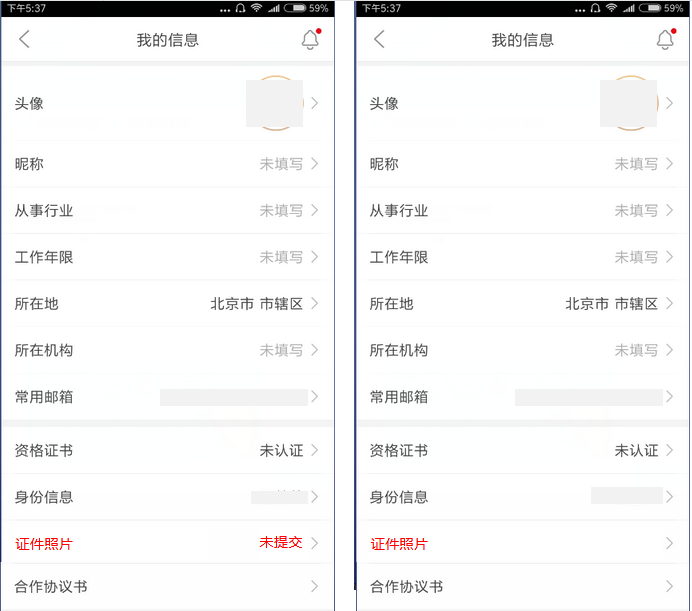 下午5:37
59%
我的信息
头像
昵称 未填写
从事行业 未填写
工作年限 未填写
所在地 北京市 市辖区
所在机构 未填写
常用邮箱
资格证书 未认证
身份信息
证件照片 未提交
合作协议书
下午5:37
59%
我的信息
头像
昵称 未填写
从事行业 未填写
工作年限 未填写
所在地 北京市 市辖区
所在机构 未填写
常用邮箱
资格证书 未认证
身份信息
证件照片
合作协议书